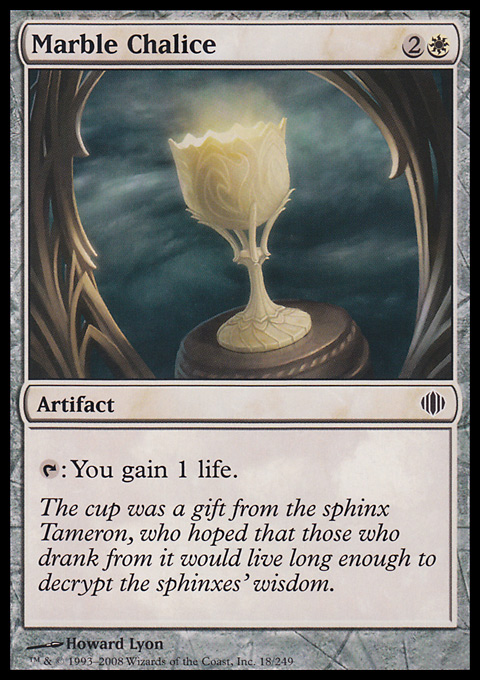 Marble Chalice 2
Artifact
: You gain 1 life.
The cup was a gift from the sphinx
Tameron, who hoped that those who
drank from it would live long enough to
decrypt the sphinxes' wisdom.
Howard Lyon
™ & © 1993–2008 Wizards of the Coast, Inc. 18/249